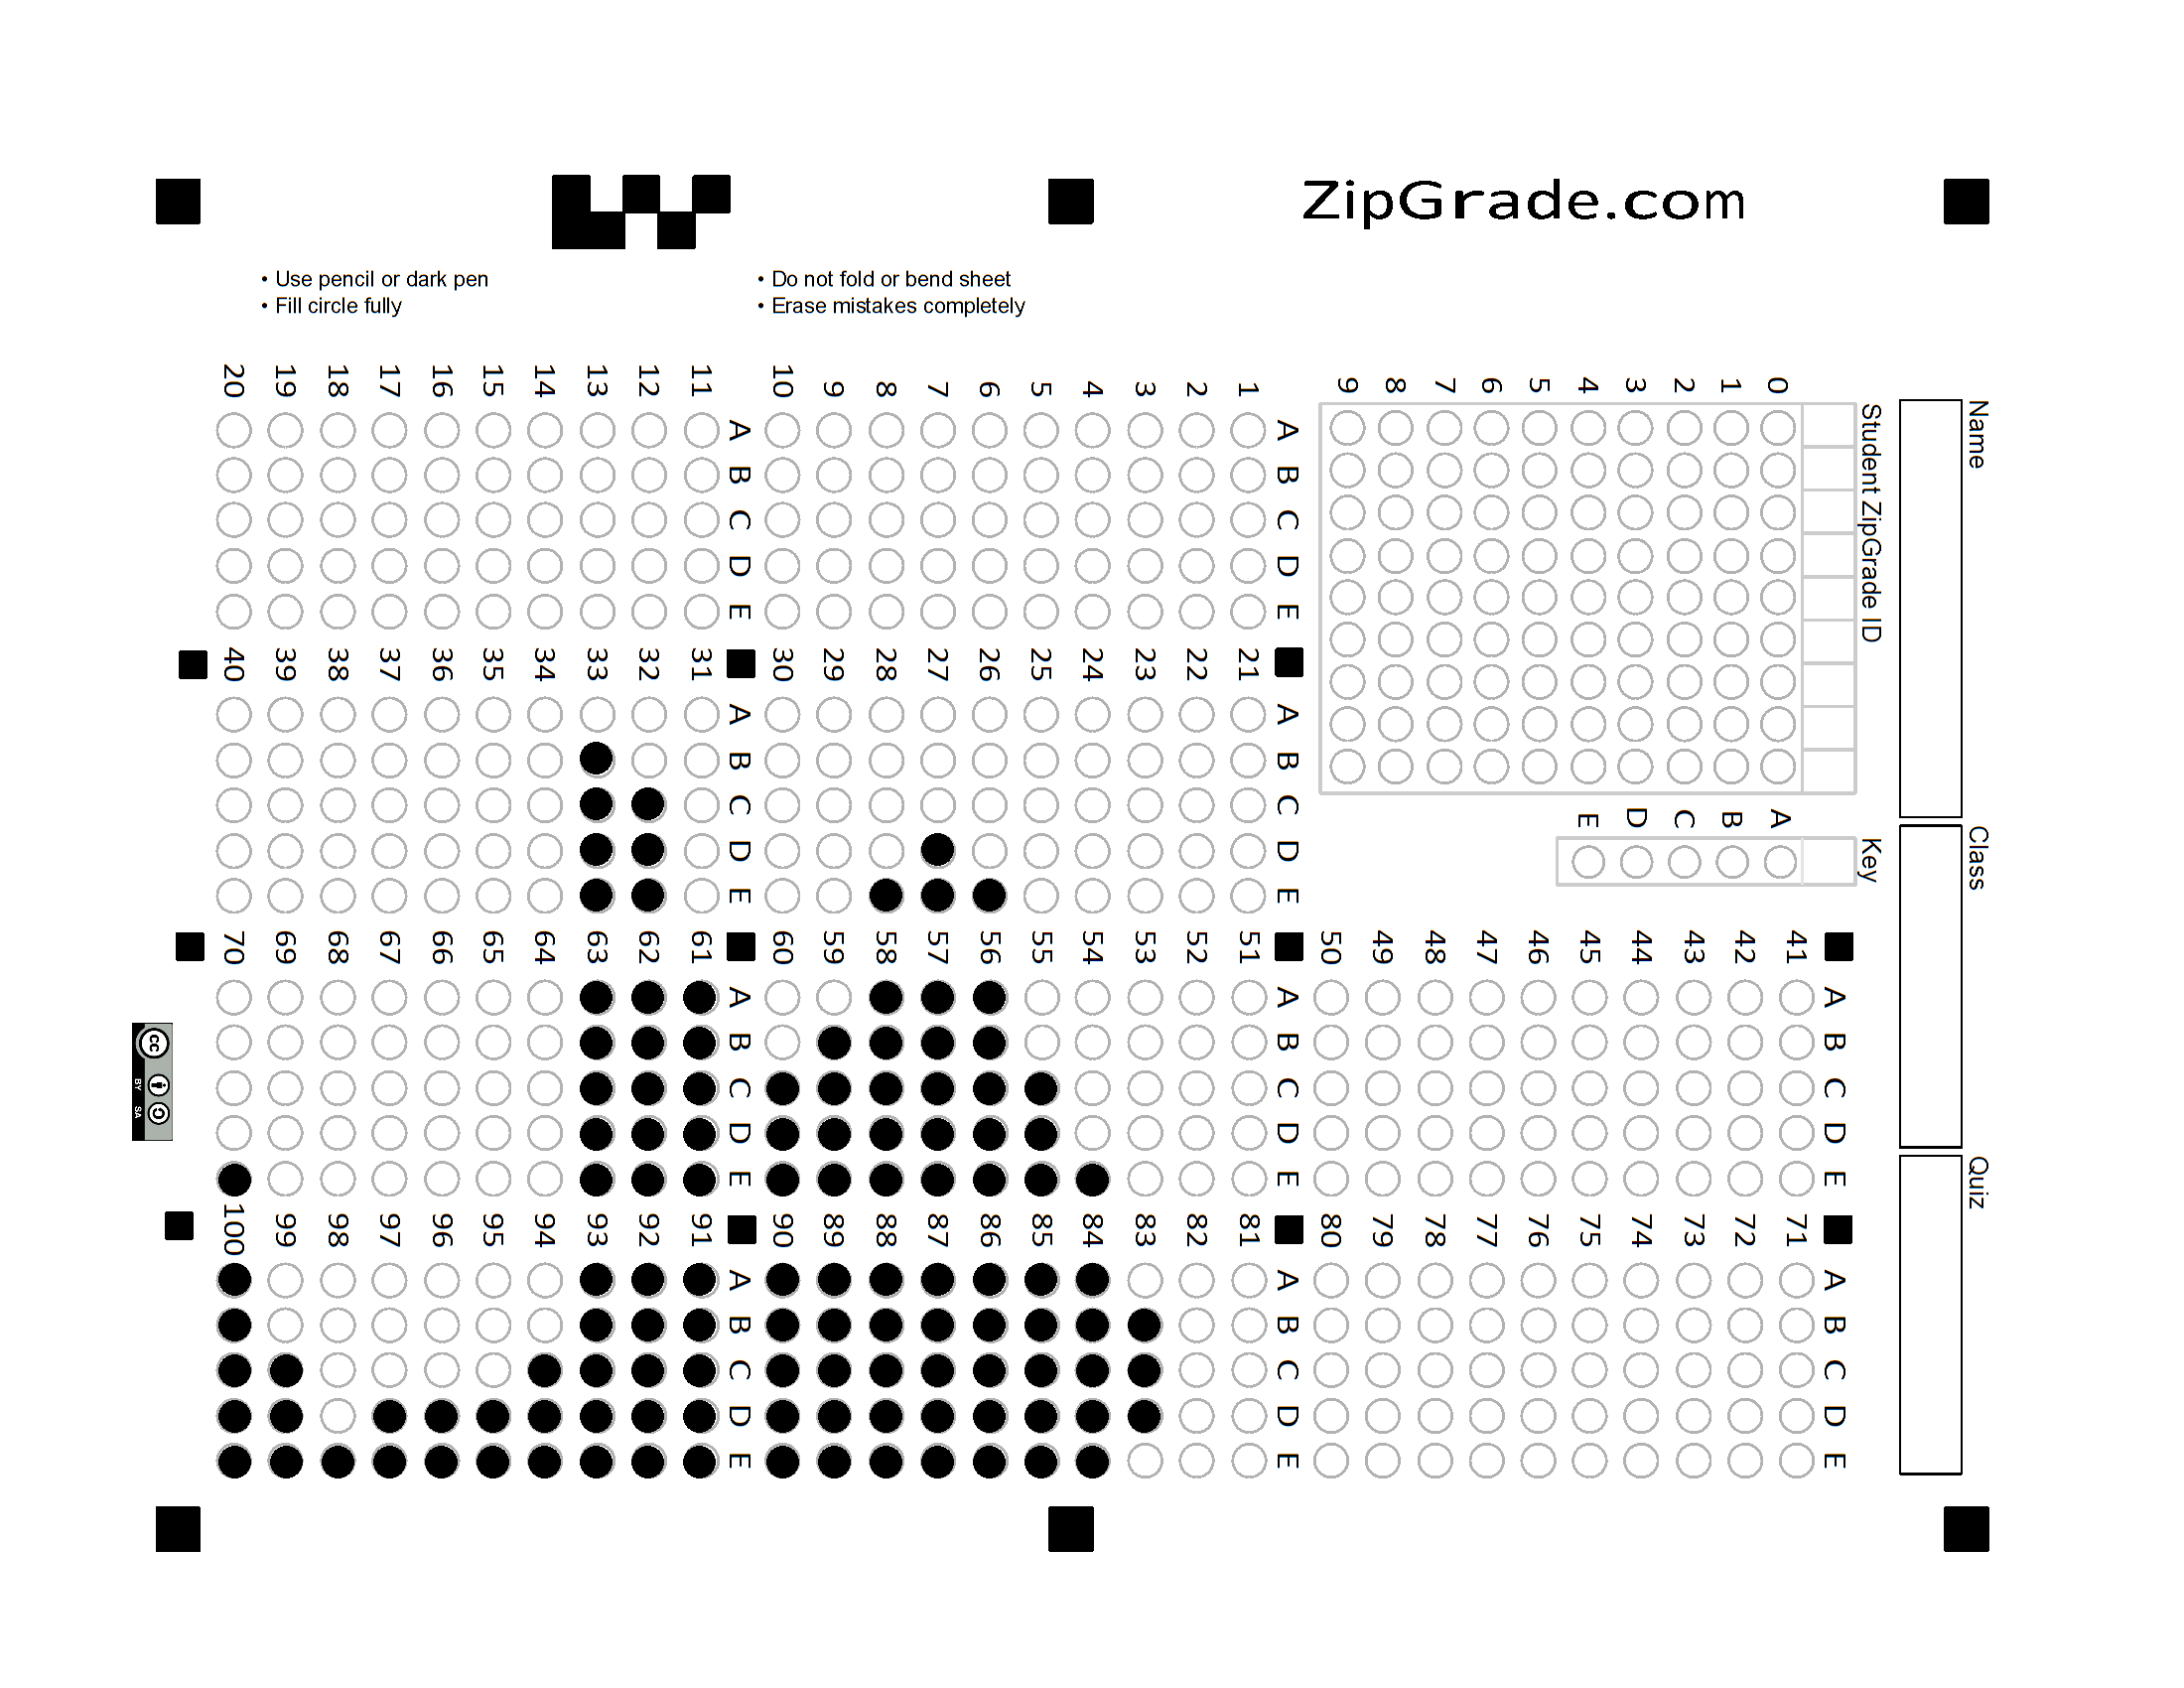 ZipGrade.com
• Use pencil or dark pen
• Fill circle fully
• Do not fold or bend sheet
• Erase mistakes completely
Name
Class
Quiz
Student ZipGrade ID
0 1 2 3 4 5 6 7 8 9
Key
A B C D E
A B C D E
1 2 3 4 5 6 7 8 9 10
A B C D E
11 12 13 14 15 16 17 18 19 20
A B C D E
21 22 23 24 25 26 27 28 29 30
A B C D E
31 32 33 34 35 36 37 38 39 40
A B C D E
41 42 43 44 45 46 47 48 49 50
A B C D E
51 52 53 54 55 56 57 58 59 60
A B C D E
61 62 63 64 65 66 67 68 69 70
A B C D E
71 72 73 74 75 76 77 78 79 80
A B C D E
81 82 83 84 85 86 87 88 89 90
A B C D E
91 92 93 94 95 96 97 98 99 100
cc BY SA